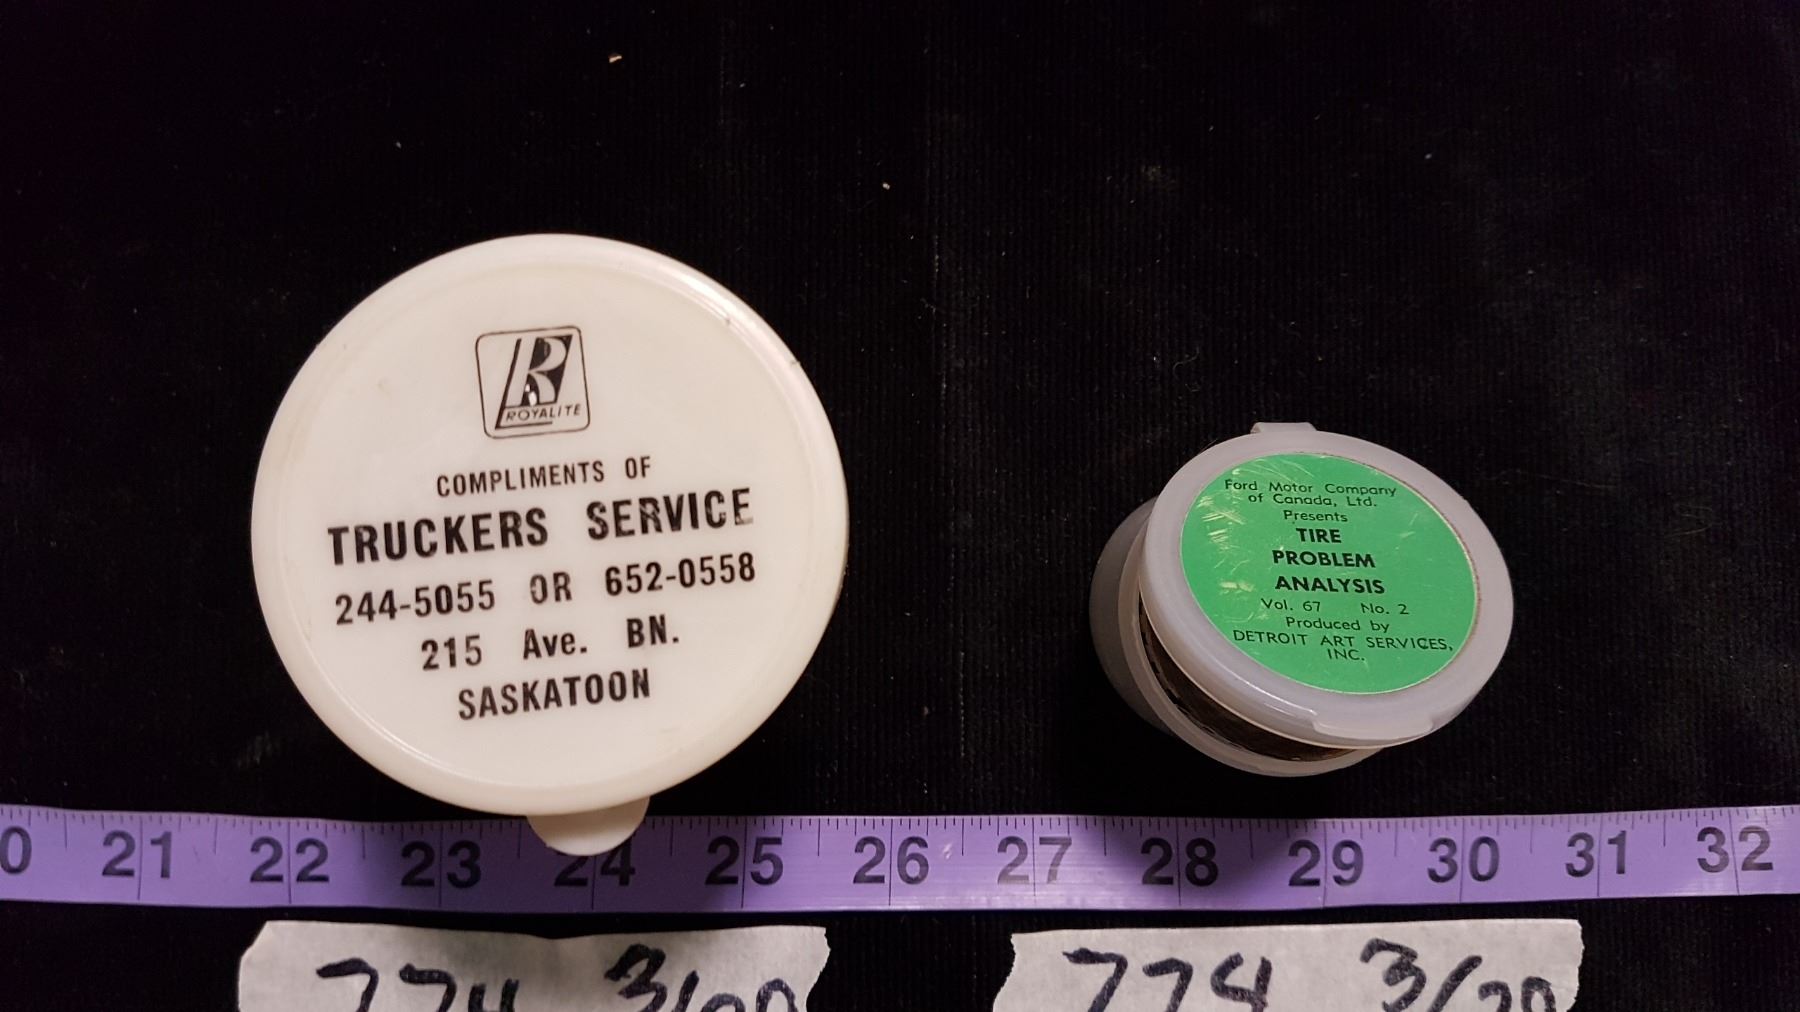 ROYALITE
COMPLIMENTS OF
TRUCKERS SERVICE
244-5055 OR 652-0558
215 Ave. BN.
SASKATOON
Ford Motor Company
of Canada, Ltd.
Presents
TIRE
PROBLEM
ANALYSIS
Vol. 67 No. 2
Produced by
DETROIT ART SERVICES,
INC.
0 21 22 23 24 25 26 27 28 29 30 31 32
774
774